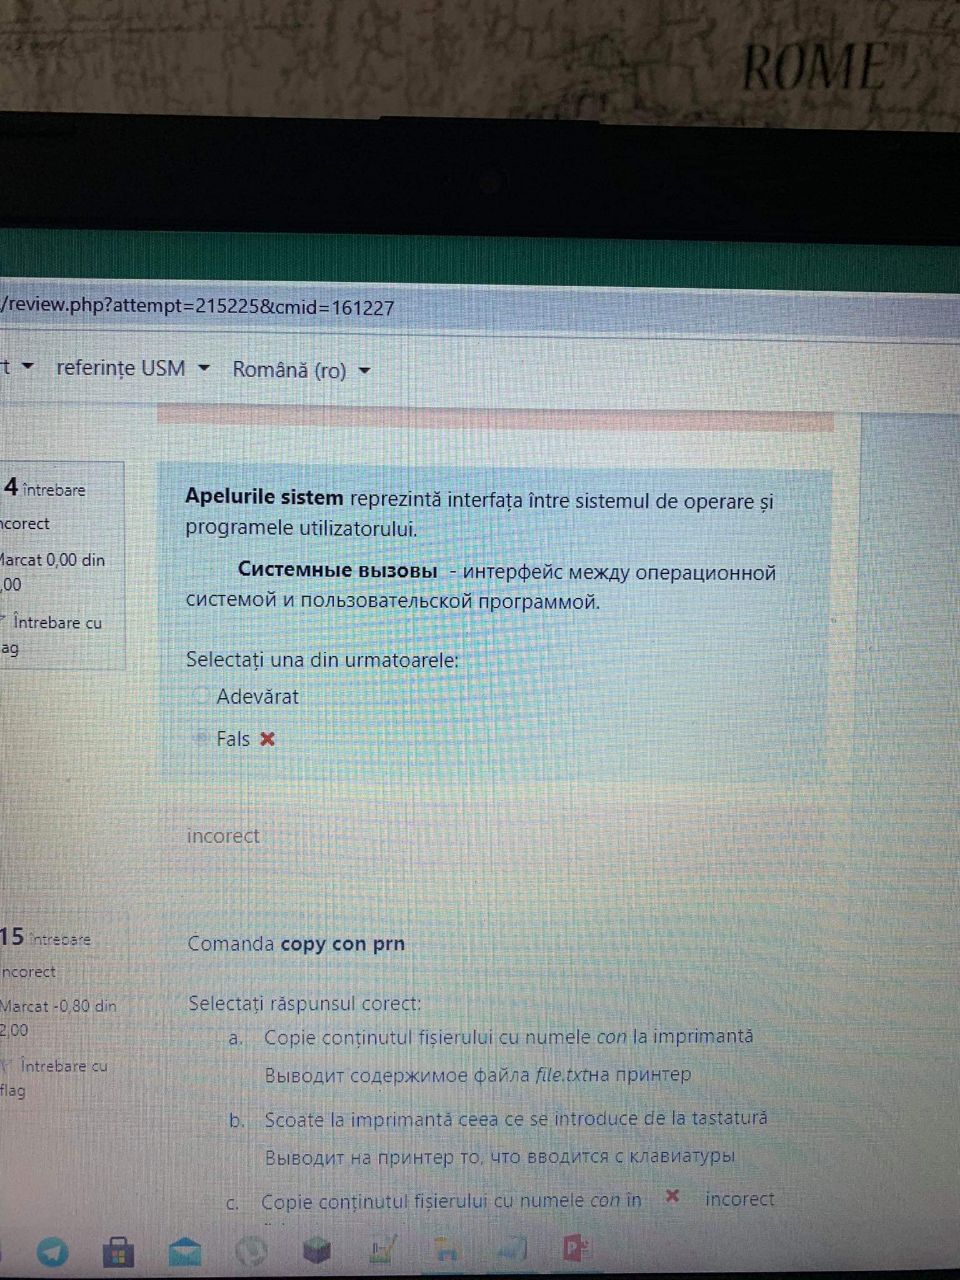 ROME
/review.php?attempt=215225&cmid=161227
t referințe USM Română (ro)
4 întrebare
ncorect
Marcat 0,00 din
,00
Întrebare cu
ag
Apelurile sistem reprezintă interfața între sistemul de operare și
programele utilizatorului.
Системные вызовы - интерфейс между операционной
системой и пользовательской программой.
Selectați una din urmatoarele:
Adevărat
Fals
incorect
15 întrebare
ncorect
Marcat -0,80 din
2,00
Întrebare cu
flag
Comanda copy con prn
Selectați răspunsul corect:
a. Copie conținutul fișierului cu numele con la imprimantă
Выводит содержимое файла file.txtна принтер
b. Scoate la imprimantă ceea ce se introduce de la tastatură
Выводит на принтер то, что вводится с клавиатуры
c. Copie conținutul fișierului cu numele con în incorect